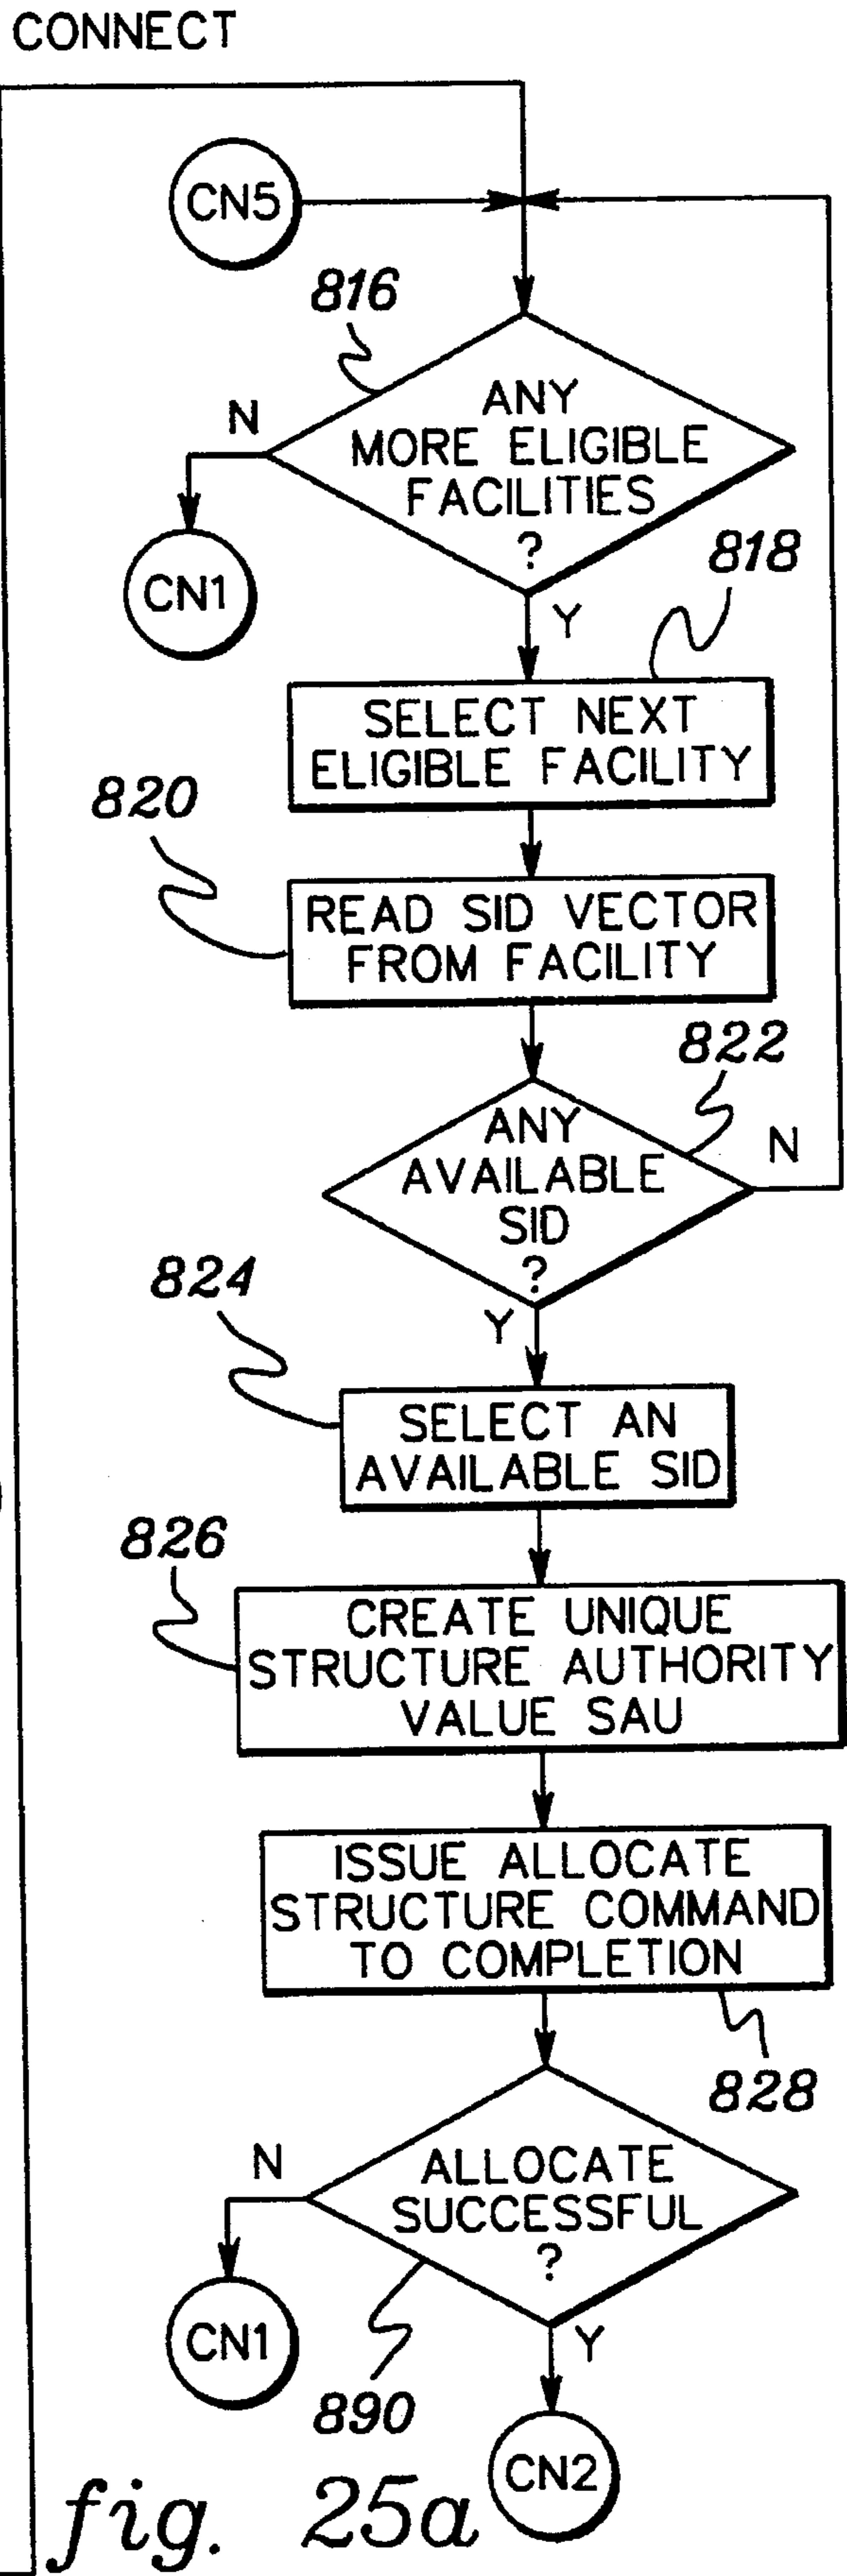 CONNECT
CN5
816
ANY
MORE ELIGIBLE
FACILITIES
?
N
CN1
818
Y
SELECT NEXT
ELIGIBLE FACILITY
820
READ SID VECTOR
FROM FACILITY
822
ANY
AVAILABLE
SID
?
N
824
Y
SELECT AN
AVAILABLE SID
826
CREATE UNIQUE
STRUCTURE AUTHORITY
VALUE SAU
ISSUE ALLOCATE
STRUCTURE COMMAND
TO COMPLETION
828
N
ALLOCATE
SUCCESSFUL
?
CN1
Y
890
CN2
fig. 25a